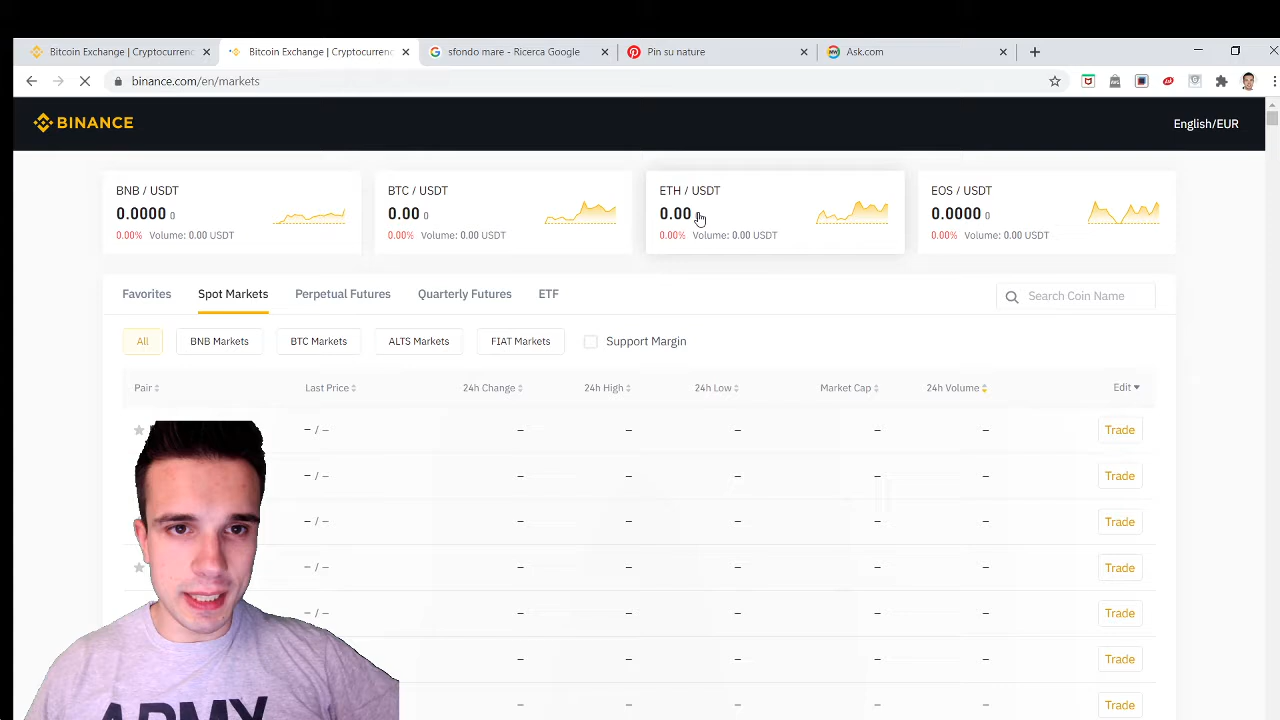 Bitcoin Exchange | Cryptocurrenc Bitcoin Exchange | Cryptocurrenc sfondo mare - Ricerca Google Pin su nature Ask.com
binance.com/en/markets
BINANCE English/EUR
BNB / USDT BTC / USDT ETH / USDT EOS / USDT
0.0000 0 0.00 0 0.00 0.0000 0
0.00% Volume: 0.00 USDT 0.00% Volume: 0.00 USDT 0.00% Volume: 0.00 USDT 0.00% Volume: 0.00 USDT
Favorites Spot Markets Perpetual Futures Quarterly Futures ETF Search Coin Name
All BNB Markets BTC Markets ALTS Markets FIAT Markets Support Margin
Pair Last Price 24h Change 24h High 24h Low Market Cap 24h Volume Edit
– / – – – – – – Trade
– / – – – – – – Trade
– / – – – – – – Trade
– / – – – – – – Trade
– / – – – – – – Trade
– – – – – Trade
– – – – – Trade
ARMY